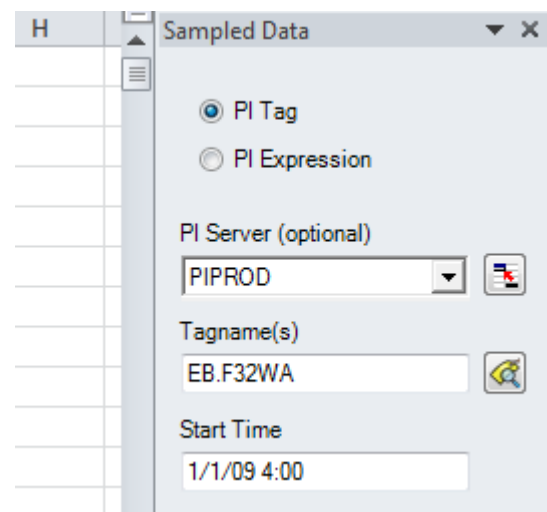 H
Sampled Data
PI Tag
PI Expression
PI Server (optional)
PIPROD
Tagname(s)
EB.F32WA
Start Time
1/1/09 4:00